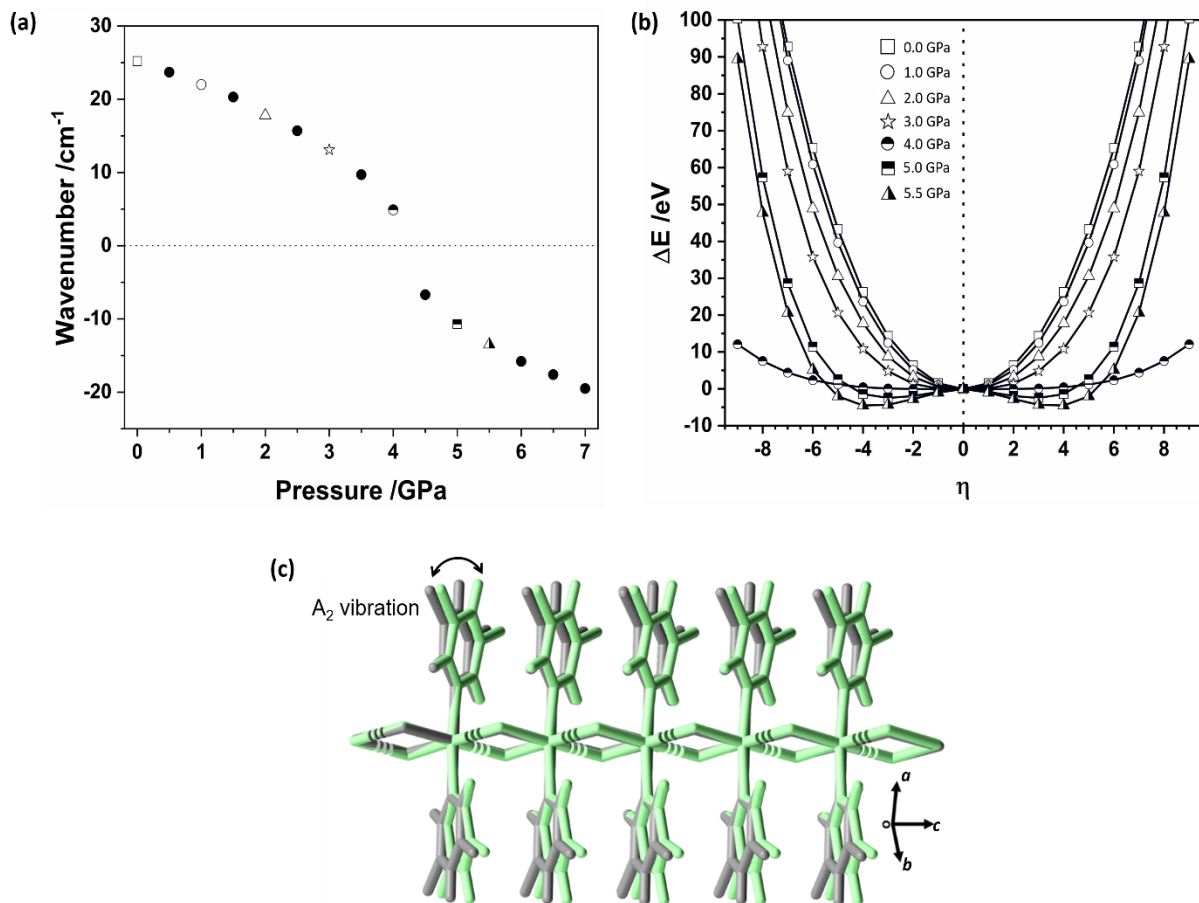 (a)
30
20
10
0
-10
-20
Wavenumber /cm⁻¹
0 1 2 3 4 5 6 7
Pressure /GPa
(b)
100
90
80
70
60
50
40
30
20
10
0
-10
ΔE /eV
0.0 GPa
1.0 GPa
2.0 GPa
3.0 GPa
4.0 GPa
5.0 GPa
5.5 GPa
-8 -6 -4 -2 0 2 4 6 8
η
(c)
A₂ vibration
a
o c
b